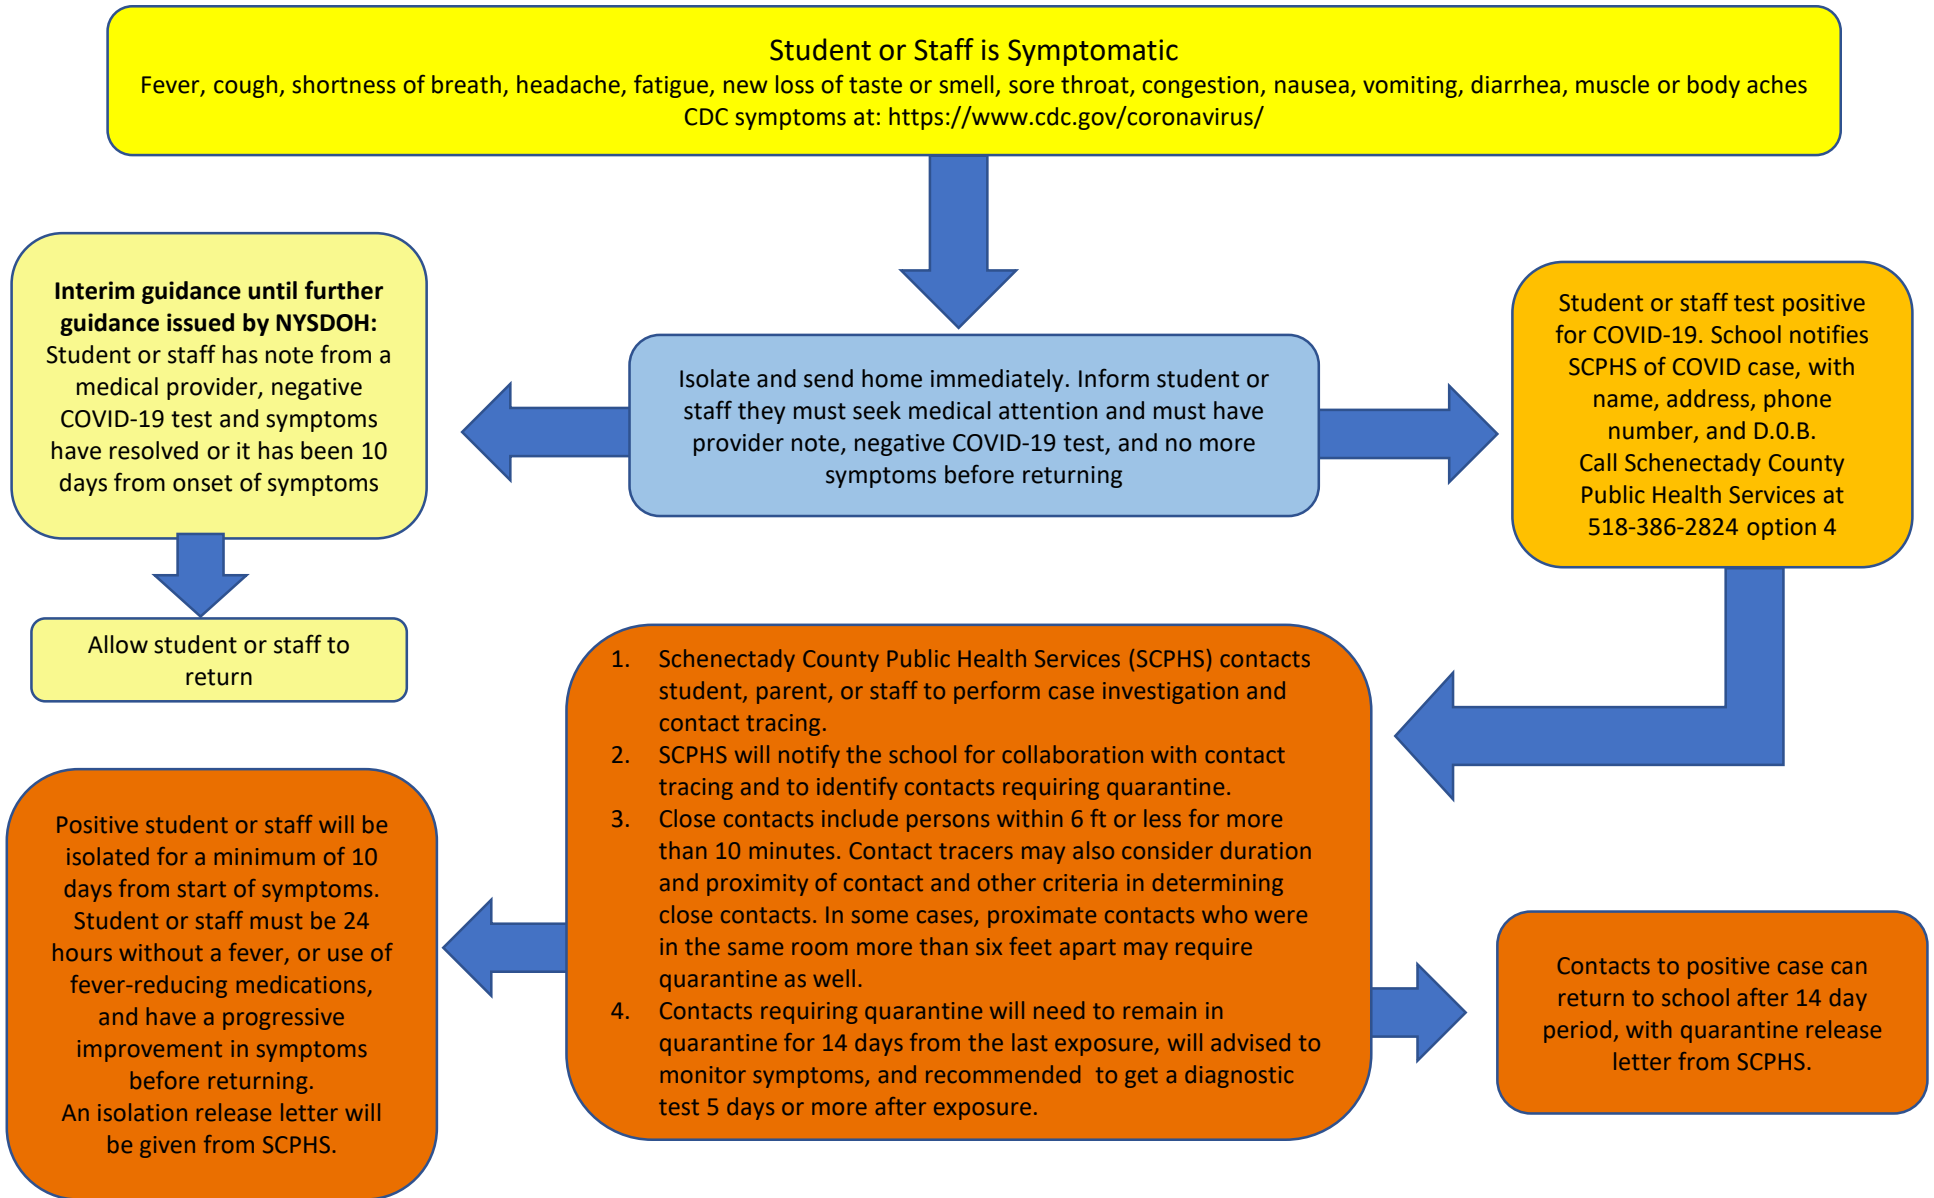 Student or Staff is Symptomatic
Fever, cough, shortness of breath, headache, fatigue, new loss of taste or smell, sore throat, congestion, nausea, vomiting, diarrhea, muscle or body aches
CDC symptoms at: https://www.cdc.gov/coronavirus/
Interim guidance until further
guidance issued by NYSDOH:
Student or staff has note from a
medical provider, negative
COVID-19 test and symptoms
have resolved or it has been 10
days from onset of symptoms
Isolate and send home immediately. Inform student or
staff they must seek medical attention and must have
provider note, negative COVID-19 test, and no more
symptoms before returning
Student or staff test positive
for COVID-19. School notifies
SCPHS of COVID case, with
name, address, phone
number, and D.0.B.
Call Schenectady County
Public Health Services at
518-386-2824 option 4
Allow student or staff to
return
1. Schenectady County Public Health Services (SCPHS) contacts
student, parent, or staff to perform case investigation and
contact tracing.
2. SCPHS will notify the school for collaboration with contact
tracing and to identify contacts requiring quarantine.
3. Close contacts include persons within 6 ft or less for more
than 10 minutes. Contact tracers may also consider duration
and proximity of contact and other criteria in determining
close contacts. In some cases, proximate contacts who were
in the same room more than six feet apart may require
quarantine as well.
4. Contacts requiring quarantine will need to remain in
quarantine for 14 days from the last exposure, will advised to
monitor symptoms, and recommended to get a diagnostic
test 5 days or more after exposure.
Positive student or staff will be
isolated for a minimum of 10
days from start of symptoms.
Student or staff must be 24
hours without a fever, or use of
fever-reducing medications,
and have a progressive
improvement in symptoms
before returning.
An isolation release letter will
be given from SCPHS.
Contacts to positive case can
return to school after 14 day
period, with quarantine release
letter from SCPHS.